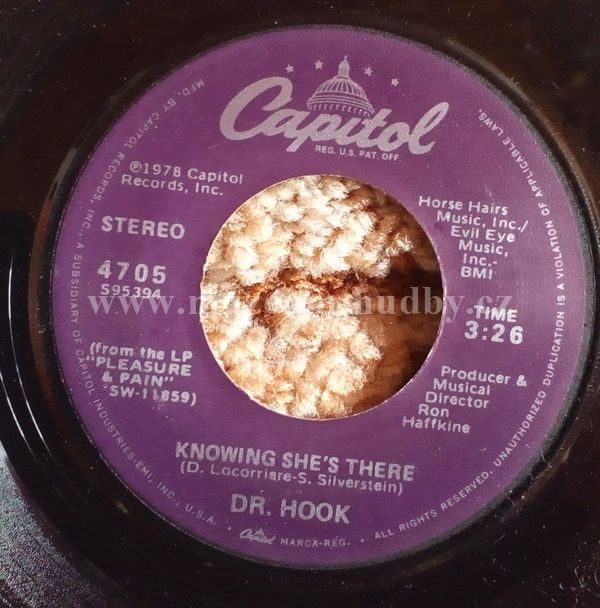 Capitol
REG. U.S. PAT. OFF.
℗1978 Capitol
Records, Inc.
STEREO
4705
S95394
(from the LP
"PLEASURE
& PAIN"
SW-11859)
Horse Hairs
Music, Inc./
Evil Eye
Music,
Inc.-
BMI
TIME
3:26
Producer &
Musical
Director
Ron
Haffkine
KNOWING SHE'S THERE
(D. Locorriere-S. Silverstein)
DR. HOOK
MFD. BY CAPITOL RECORDS, INC., A SUBSIDIARY OF CAPITOL INDUSTRIES-EMI, INC., U.S.A. • Capitol MARCA-REG. • ALL RIGHTS RESERVED. UNAUTHORIZED DUPLICATION IS A VIOLATION OF APPLICABLE LAWS.